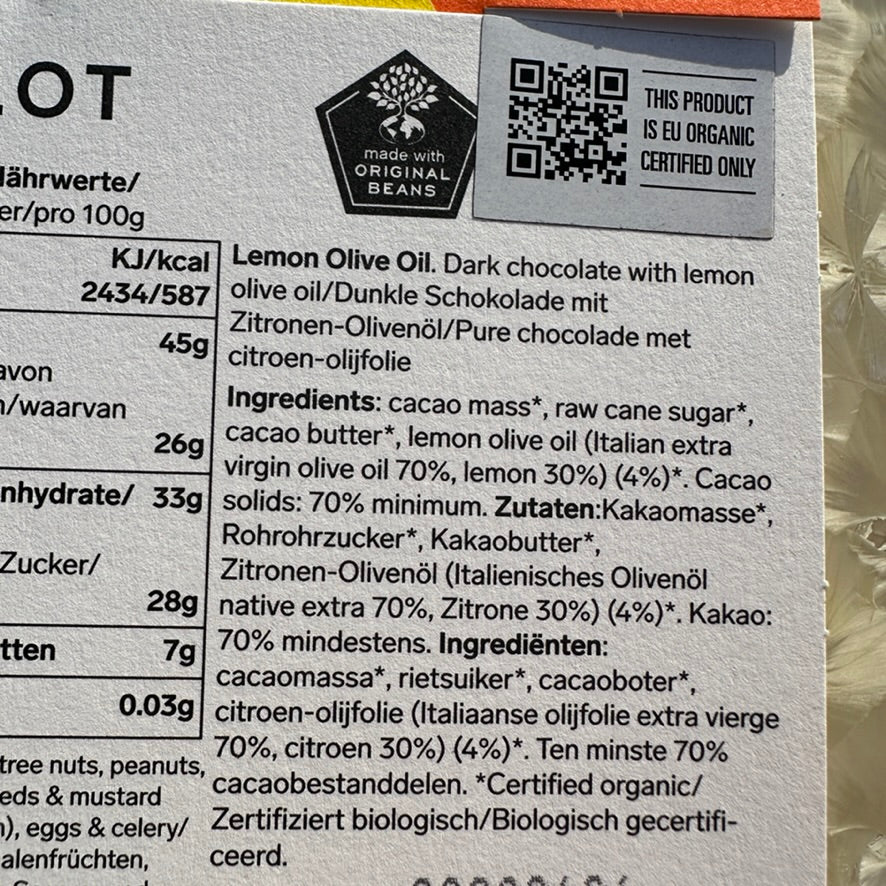 LOT
made with
ORIGINAL
BEANS
THIS PRODUCT
IS EU ORGANIC
CERTIFIED ONLY
Nährwerte/
er/pro 100g
KJ/kcal
2434/587
45g
avon
n/waarvan
26g
nhydrate/ 33g
Zucker/
28g
tten 7g
0.03g
tree nuts, peanuts,
eds & mustard
n), eggs & celery/
alenfrüchten,
Lemon Olive Oil. Dark chocolate with lemon
olive oil/Dunkle Schokolade mit
Zitronen-Olivenöl/Pure chocolade met
citroen-olijfolie
Ingredients: cacao mass*, raw cane sugar*,
cacao butter*, lemon olive oil (Italian extra
virgin olive oil 70%, lemon 30%) (4%)*. Cacao
solids: 70% minimum. Zutaten:Kakaomasse*,
Rohrohrzucker*, Kakaobutter*,
Zitronen-Olivenöl (Italienisches Olivenöl
native extra 70%, Zitrone 30%) (4%)*. Kakao:
70% mindestens. Ingrediënten:
cacaomassa*, rietsuiker*, cacaoboter*,
citroen-olijfolie (Italiaanse olijfolie extra vierge
70%, citroen 30%) (4%)*. Ten minste 70%
cacaobestanddelen. *Certified organic/
Zertifiziert biologisch/Biologisch gecertifi-
ceerd.